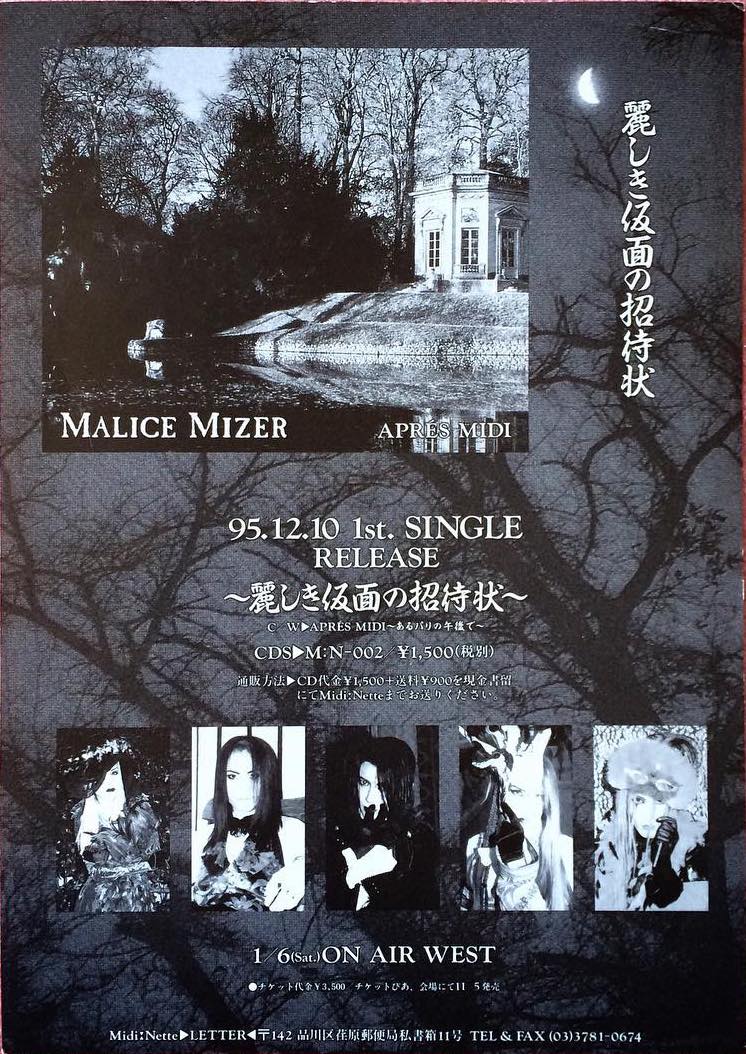 麗しき仮面の招待状
MALICE MIZER
APRÉS MIDI
95.12.10 1st. SINGLE
RELEASE
〜麗しき仮面の招待状〜
C/W▶APRÉS MIDI〜あるパリの午後で〜
CDS▶M:N-002/¥1,500(税別)
通販方法▶CD代金¥1,500+送料¥900を現金書留
にてMidi:Netteまでお送りください。
1/6(Sat.)ON AIR WEST
●チケット代金¥3,500 チケットぴあ、会場にて11/5発売
Midi:Nette▶LETTER◀〒142 品川区荏原郵便局私書箱11号 TEL & FAX (03)3781-0674